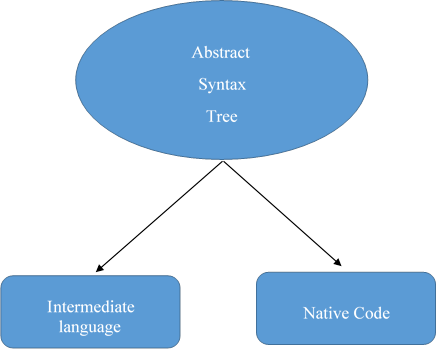 Abstract
Syntax
Tree
Intermediate
language
Native Code